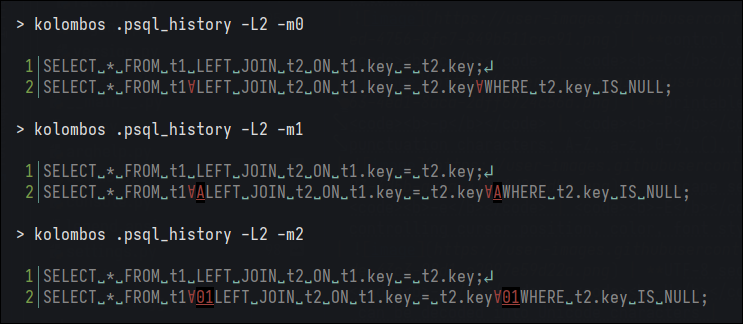 > kolombos .psql_history -L2 -m0
1│SELECT␣*␣FROM␣t1␣LEFT␣JOIN␣t2␣ON␣t1.key␣=␣t2.key;↵
2│SELECT␣*␣FROM␣t1∀LEFT␣JOIN␣t2␣ON␣t1.key␣=␣t2.key∀WHERE␣t2.key␣IS␣NULL;
> kolombos .psql_history -L2 -m1
1│SELECT␣*␣FROM␣t1␣LEFT␣JOIN␣t2␣ON␣t1.key␣=␣t2.key;↵
2│SELECT␣*␣FROM␣t1∀ALEFT␣JOIN␣t2␣ON␣t1.key␣=␣t2.key∀AWHERE␣t2.key␣IS␣NULL;
> kolombos .psql_history -L2 -m2
1│SELECT␣*␣FROM␣t1␣LEFT␣JOIN␣t2␣ON␣t1.key␣=␣t2.key;↵
2│SELECT␣*␣FROM␣t1∀01LEFT␣JOIN␣t2␣ON␣t1.key␣=␣t2.key∀01WHERE␣t2.key␣IS␣NULL;